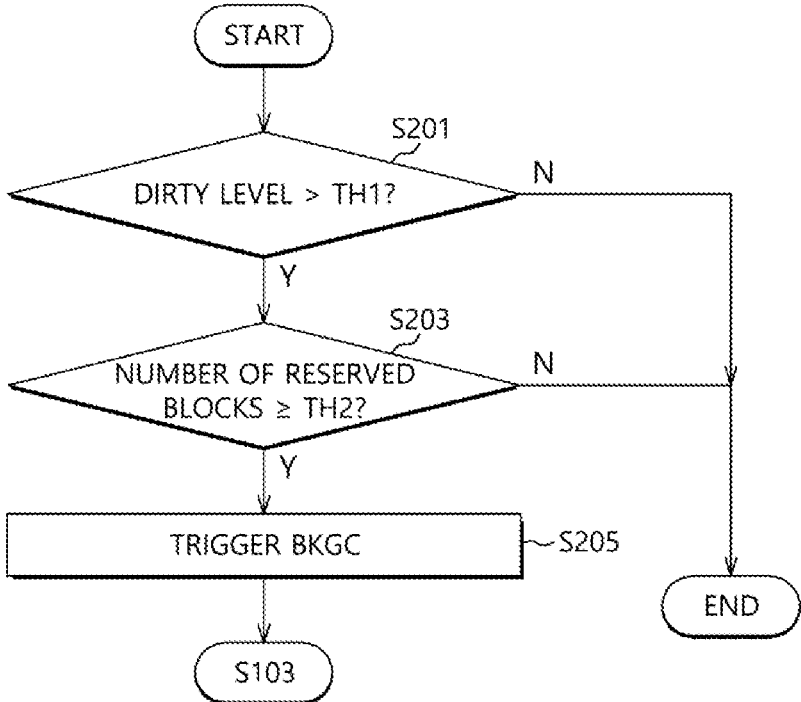 START
S201
DIRTY LEVEL > TH1?
N
Y
S203
NUMBER OF RESERVED
BLOCKS ≥ TH2?
N
Y
TRIGGER BKGC
S205
END
S103